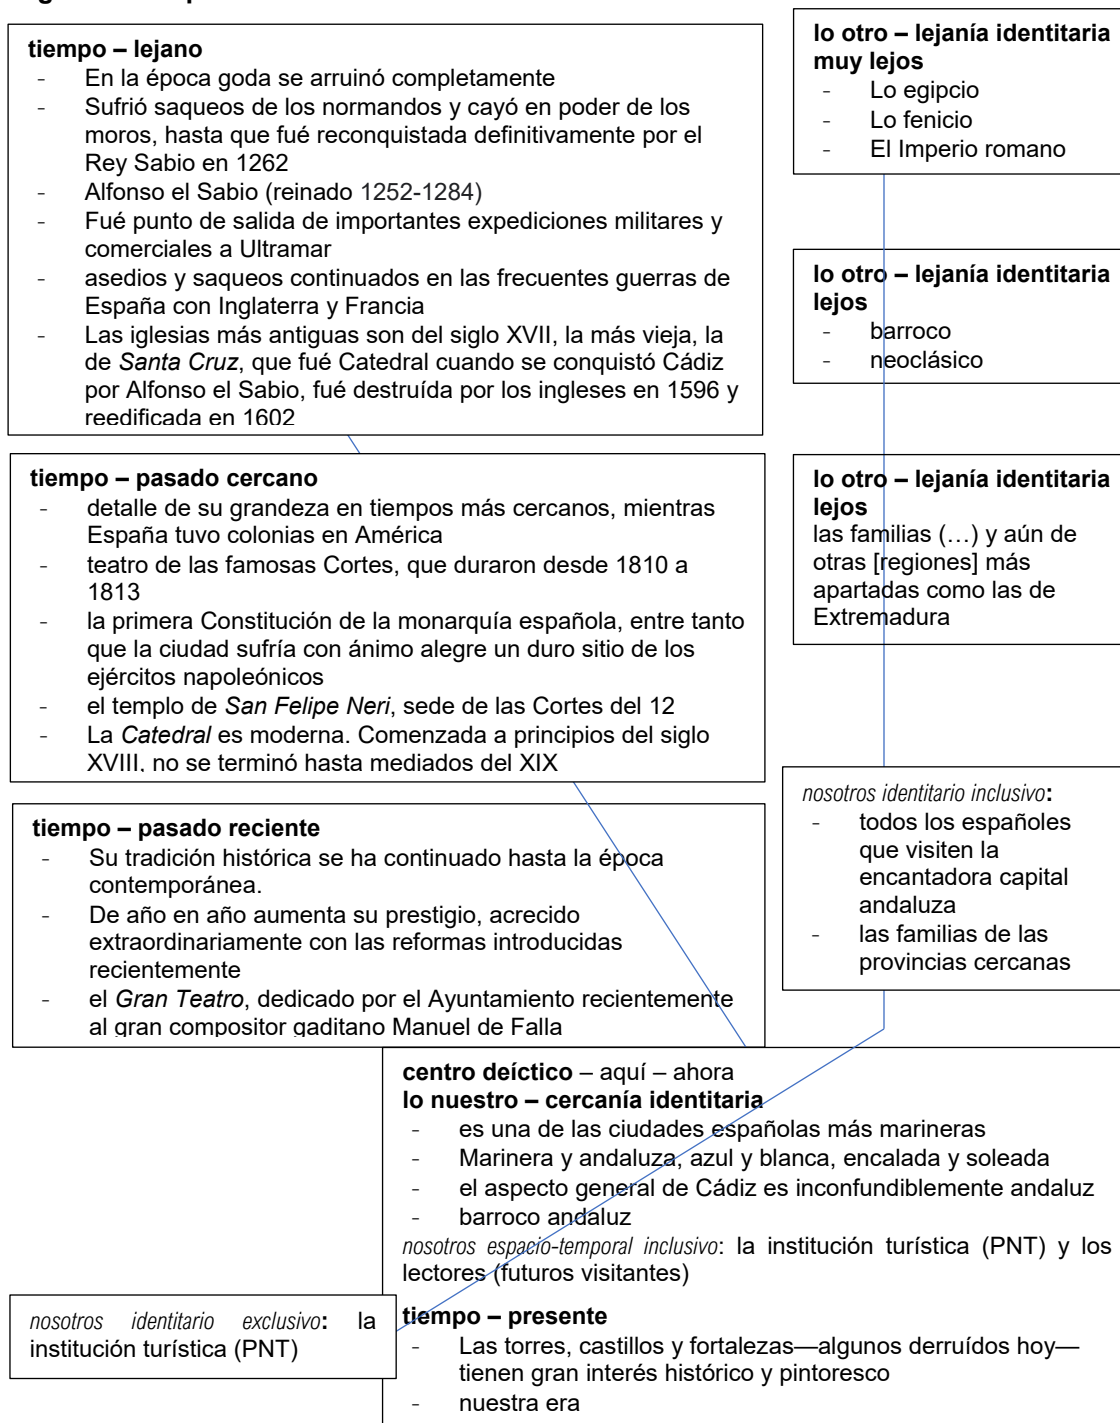 tiempo – lejano
- En la época goda se arruinó completamente
- Sufrió saqueos de los normandos y cayó en poder de los
moros, hasta que fué reconquistada definitivamente por el
Rey Sabio en 1262
- Alfonso el Sabio (reinado 1252-1284)
- Fué punto de salida de importantes expediciones militares y
comerciales a Ultramar
- asedios y saqueos continuados en las frecuentes guerras de
España con Inglaterra y Francia
- Las iglesias más antiguas son del siglo XVII, la más vieja, la
de Santa Cruz, que fué Catedral cuando se conquistó Cádiz
por Alfonso el Sabio, fué destruída por los ingleses en 1596 y
reedificada en 1602
lo otro – lejanía identitaria
muy lejos
- Lo egipcio
- Lo fenicio
- El Imperio romano
lo otro – lejanía identitaria
lejos
- barroco
- neoclásico
tiempo – pasado cercano
- detalle de su grandeza en tiempos más cercanos, mientras
España tuvo colonias en América
- teatro de las famosas Cortes, que duraron desde 1810 a
1813
- la primera Constitución de la monarquía española, entre tanto
que la ciudad sufría con ánimo alegre un duro sitio de los
ejércitos napoleónicos
- el templo de San Felipe Neri, sede de las Cortes del 12
- La Catedral es moderna. Comenzada a principios del siglo
XVIII, no se terminó hasta mediados del XIX
lo otro – lejanía identitaria
lejos
las familias (…) y aún de
otras [regiones] más
apartadas como las de
Extremadura
tiempo – pasado reciente
- Su tradición histórica se ha continuado hasta la época
contemporánea.
- De año en año aumenta su prestigio, acrecido
extraordinariamente con las reformas introducidas
recientemente
- el Gran Teatro, dedicado por el Ayuntamiento recientemente
al gran compositor gaditano Manuel de Falla
nosotros identitario inclusivo:
- todos los españoles
que visiten la
encantadora capital
andaluza
- las familias de las
provincias cercanas
centro deíctico – aquí – ahora
lo nuestro – cercanía identitaria
- es una de las ciudades españolas más marineras
- Marinera y andaluza, azul y blanca, encalada y soleada
- el aspecto general de Cádiz es inconfundiblemente andaluz
- barroco andaluz
nosotros espacio-temporal inclusivo: la institución turística (PNT) y los
lectores (futuros visitantes)
tiempo – presente
- Las torres, castillos y fortalezas—algunos derruídos hoy—
tienen gran interés histórico y pintoresco
- nuestra era
nosotros identitario exclusivo: la
institución turística (PNT)